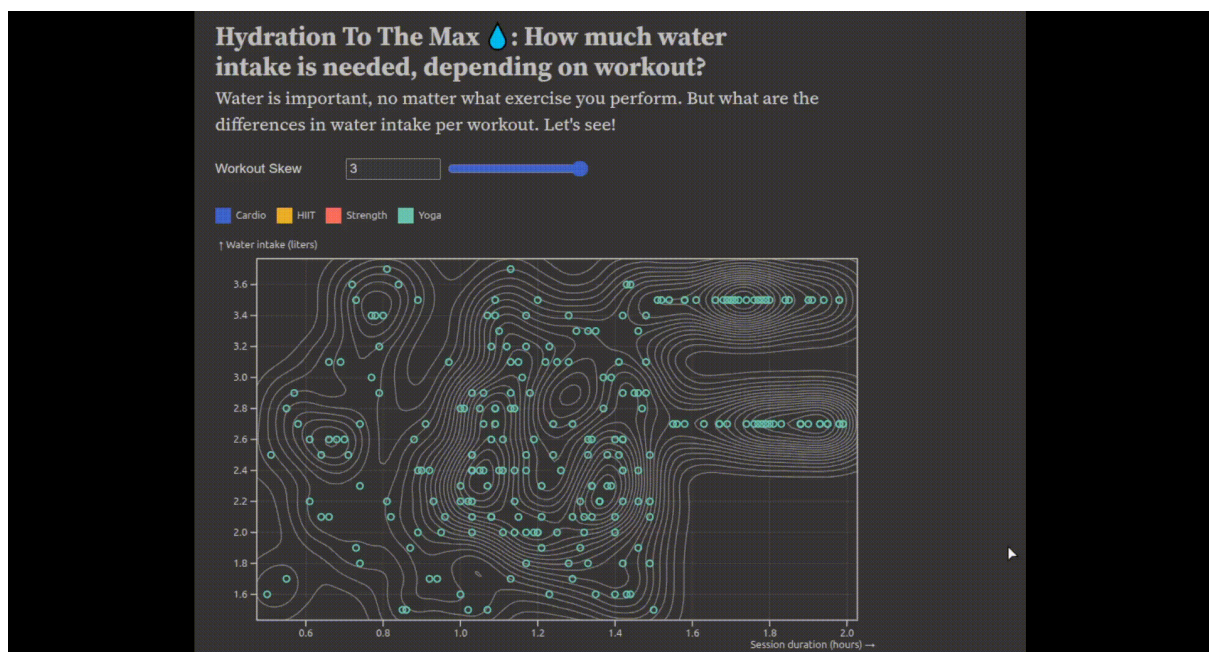 Hydration To The Max 💧: How much water
intake is needed, depending on workout?
Water is important, no matter what exercise you perform. But what are the
differences in water intake per workout. Let's see!
Workout Skew 3
Cardio HIIT Strength Yoga
↑ Water intake (liters)
3.6
3.4
3.2
3.0
2.8
2.6
2.4
2.2
2.0
1.8
1.6
0.6 0.8 1.0 1.2 1.4 1.6 1.8 2.0
Session duration (hours) →